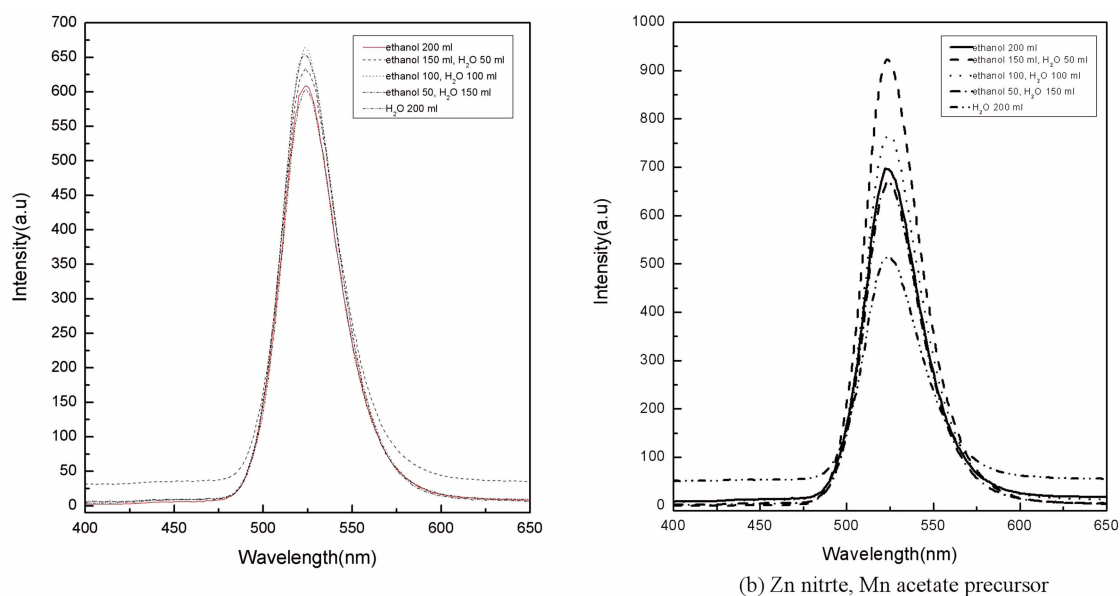 700
650
600
550
500
450
400
350
300
250
200
150
100
50
0
400
450
500
550
600
650
Intensity(a.u)
Wavelength(nm)
ethanol 200 ml
ethanol 150 ml, H₂O 50 ml
ethanol 100, H₂O 100 ml
ethanol 50, H₂O 150 ml
H₂O 200 ml
1000
900
800
700
600
500
400
300
200
100
0
400
450
500
550
600
650
Intensity(a.u)
Wavelength(nm)
ethanol 200 ml
ethanol 150 ml, H₂O 50 ml
ethanol 100, H₂O 100 ml
ethanol 50, H₂O 150 ml
H₂O 200 ml
(b) Zn nitrte, Mn acetate precursor